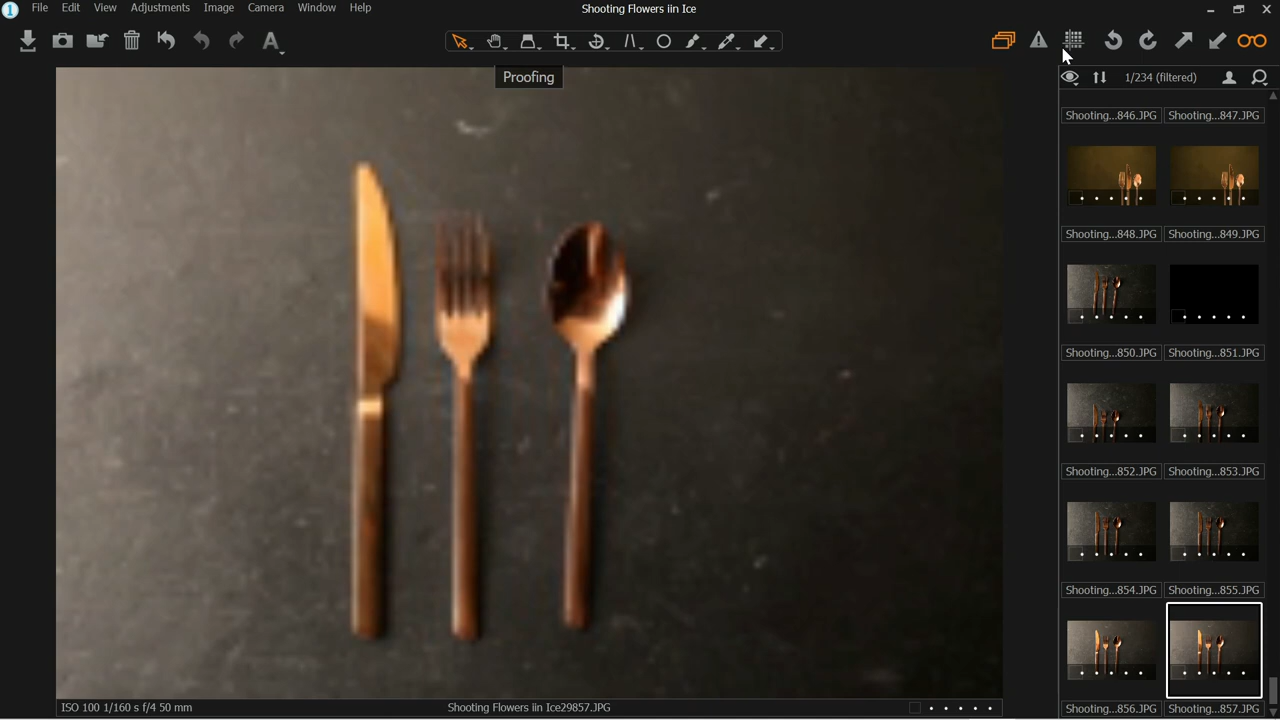 File Edit View Adjustments Image Camera Window Help
Shooting Flowers iin Ice
Proofing
1/234 (filtered)
Shooting...846.JPG Shooting...847.JPG
Shooting...848.JPG Shooting...849.JPG
Shooting...850.JPG Shooting...851.JPG
Shooting...852.JPG Shooting...853.JPG
Shooting...854.JPG Shooting...855.JPG
Shooting...856.JPG Shooting...857.JPG
ISO 100 1/160 s f/4 50 mm
Shooting Flowers iin Ice29857.JPG